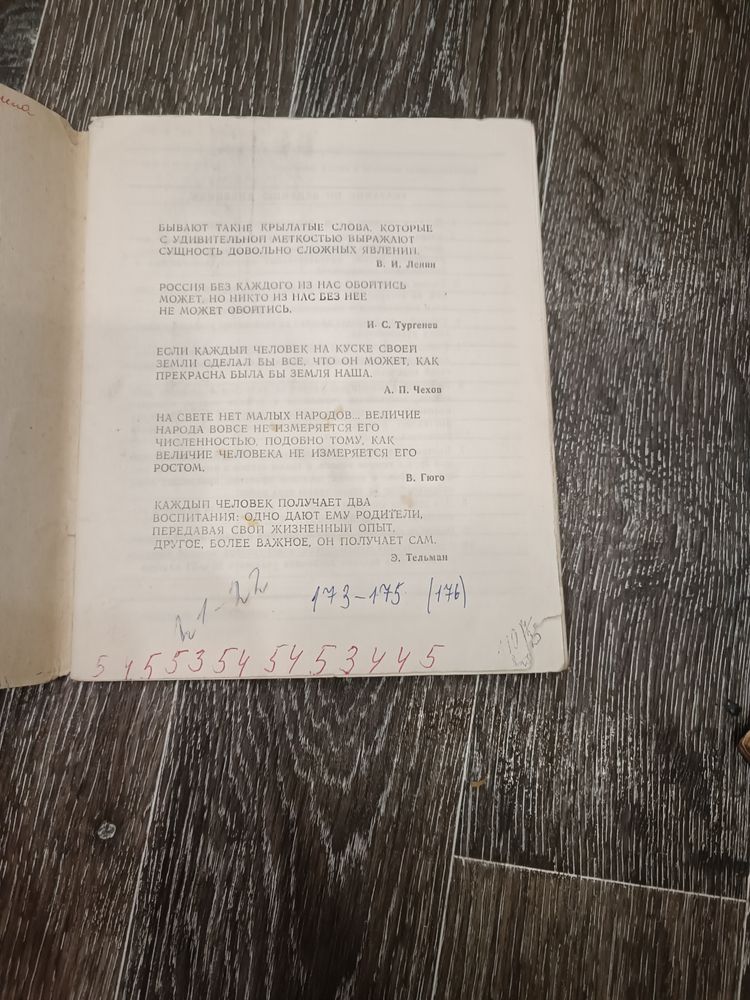 БЫВАЮТ ТАКИЕ КРЫЛАТЫЕ СЛОВА, КОТОРЫЕ
С УДИВИТЕЛЬНОЙ МЕТКОСТЬЮ ВЫРАЖАЮТ
СУЩНОСТЬ ДОВОЛЬНО СЛОЖНЫХ ЯВЛЕНИЙ.
В. И. Ленин
РОССИЯ БЕЗ КАЖДОГО ИЗ НАС ОБОЙТИСЬ
МОЖЕТ, НО НИКТО ИЗ НАС БЕЗ НЕЕ
НЕ МОЖЕТ ОБОЙТИСЬ.
И. С. Тургенев
ЕСЛИ КАЖДЫЙ ЧЕЛОВЕК НА КУСКЕ СВОЕЙ
ЗЕМЛИ СДЕЛАЛ БЫ ВСЕ, ЧТО ОН МОЖЕТ, КАК
ПРЕКРАСНА БЫЛА БЫ ЗЕМЛЯ НАША.
А. П. Чехов
НА СВЕТЕ НЕТ МАЛЫХ НАРОДОВ... ВЕЛИЧИЕ
НАРОДА ВОВСЕ НЕ ИЗМЕРЯЕТСЯ ЕГО
ЧИСЛЕННОСТЬЮ, ПОДОБНО ТОМУ, КАК
ВЕЛИЧИЕ ЧЕЛОВЕКА НЕ ИЗМЕРЯЕТСЯ ЕГО
РОСТОМ.
В. Гюго
КАЖДЫЙ ЧЕЛОВЕК ПОЛУЧАЕТ ДВА
ВОСПИТАНИЯ: ОДНО ДАЮТ ЕМУ РОДИТЕЛИ,
ПЕРЕДАВАЯ СВОЙ ЖИЗНЕННЫЙ ОПЫТ,
ДРУГОЕ, БОЛЕЕ ВАЖНОЕ, ОН ПОЛУЧАЕТ САМ.
Э. Тельман
21-22
173-175 (176)
5 4 5 5 3 5 4 5 4 5 3 4 4 5